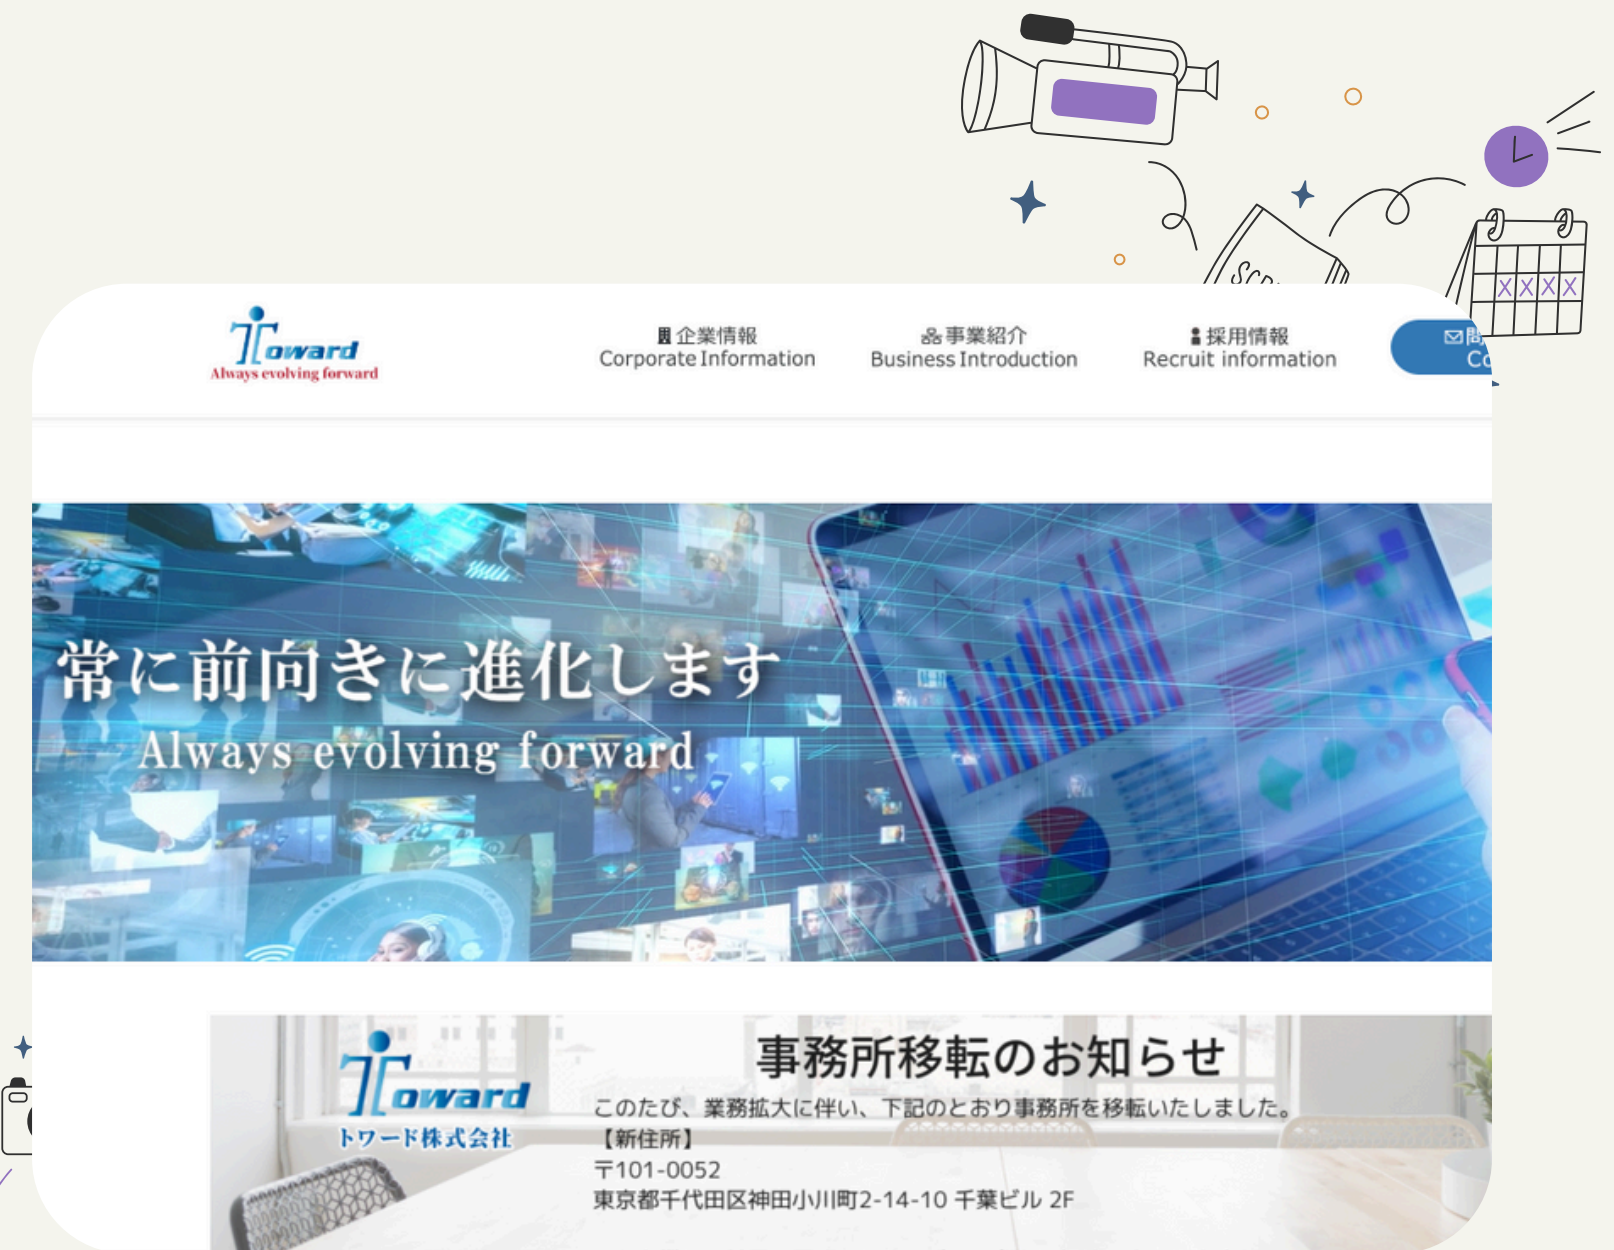 Toward
Always evolving forward
企業情報
Corporate Information
事業紹介
Business Introduction
採用情報
Recruit information
常に前向きに進化します
Always evolving forward
Toward
トワード株式会社
事務所移転のお知らせ
このたび、業務拡大に伴い、下記のとおり事務所を移転いたしました。
【新住所】
〒101-0052
東京都千代田区神田小川町2-14-10 千葉ビル 2F